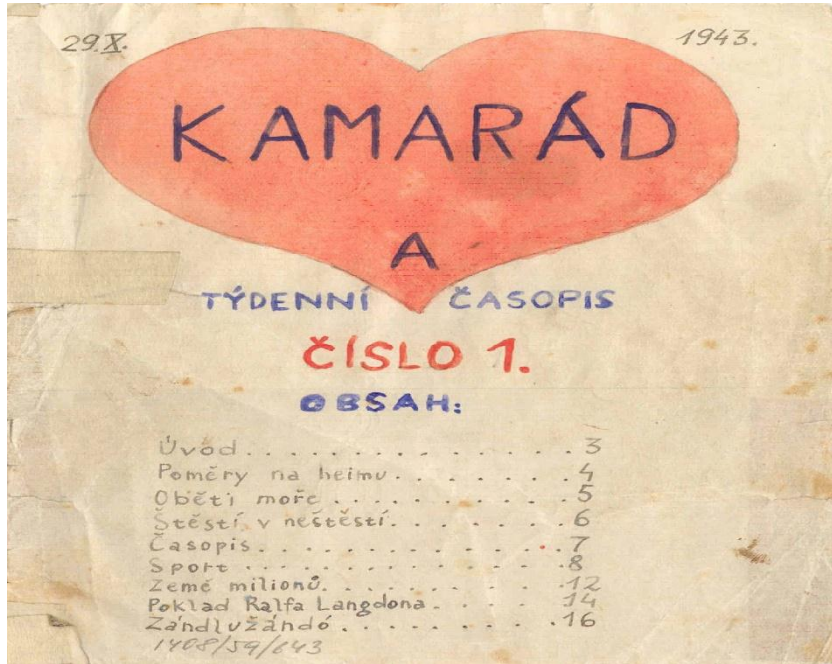 29.X. 1943.
KAMARÁD
A
TÝDENNÍ ČASOPIS
ČÍSLO 1.
OBSAH:
Úvod. . . . . . . . . . . . . 3
Poměry na heimu. . . . . . . 4
Oběti moře . . . . . . . . . . 5
Štěstí v neštěstí. . . . . . . 6
Časopis. . . . . . . . . . . . 7
Sport . . . . . . . . . . . . . 8
Země milionů. . . . . . . . . 12
Poklad Ralfa Langdona. . . . 14
Zándlužándó. . . . . . . . . 16
1408/59/643